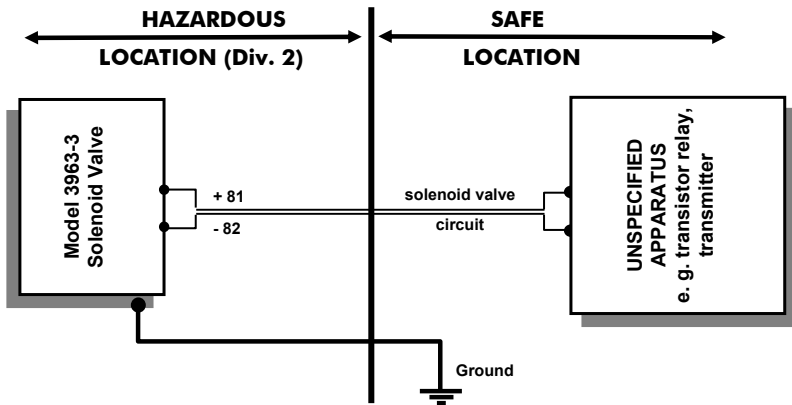 HAZARDOUS
LOCATION (Div. 2)
SAFE
LOCATION
Model 3963-3
Solenoid Valve
+ 81
- 82
solenoid valve
circuit
UNSPECIFIED
APPARATUS
e. g. transistor relay,
transmitter
Ground